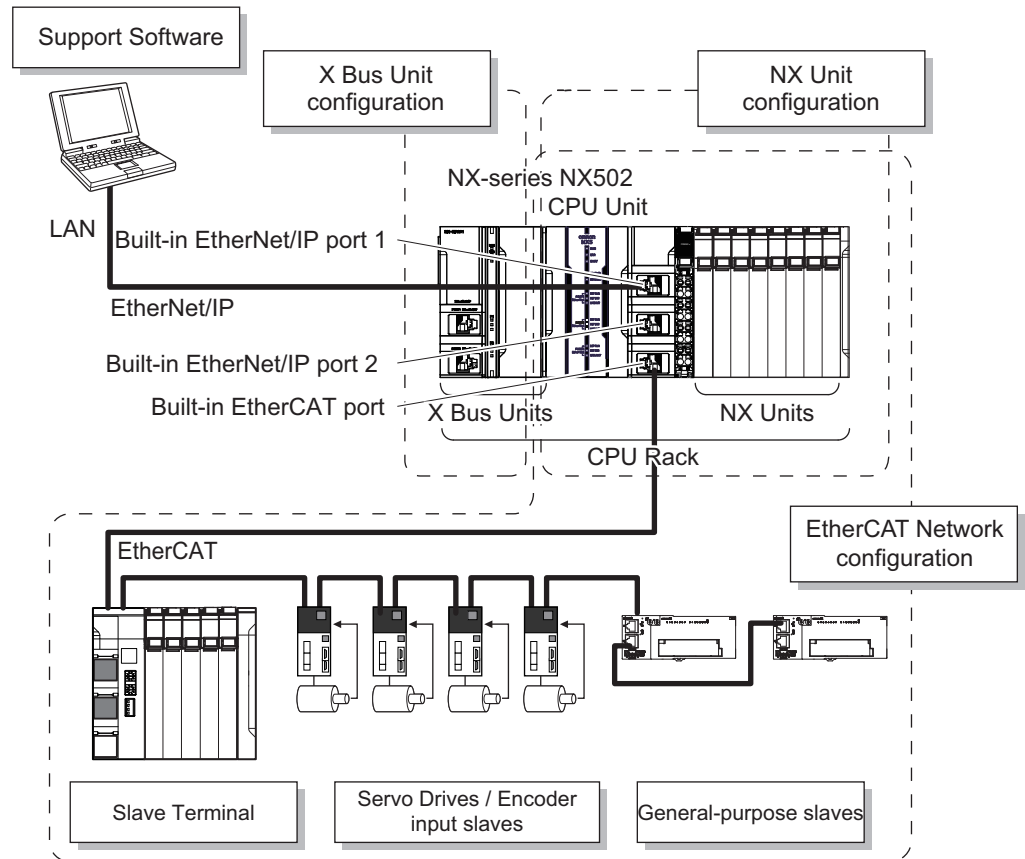 Support Software
X Bus Unit
configuration
NX Unit
configuration
NX-series NX502
CPU Unit
LAN
Built-in EtherNet/IP port 1
EtherNet/IP
Built-in EtherNet/IP port 2
Built-in EtherCAT port
X Bus Units
NX Units
CPU Rack
EtherCAT Network
configuration
EtherCAT
Slave Terminal
Servo Drives / Encoder
input slaves
General-purpose slaves